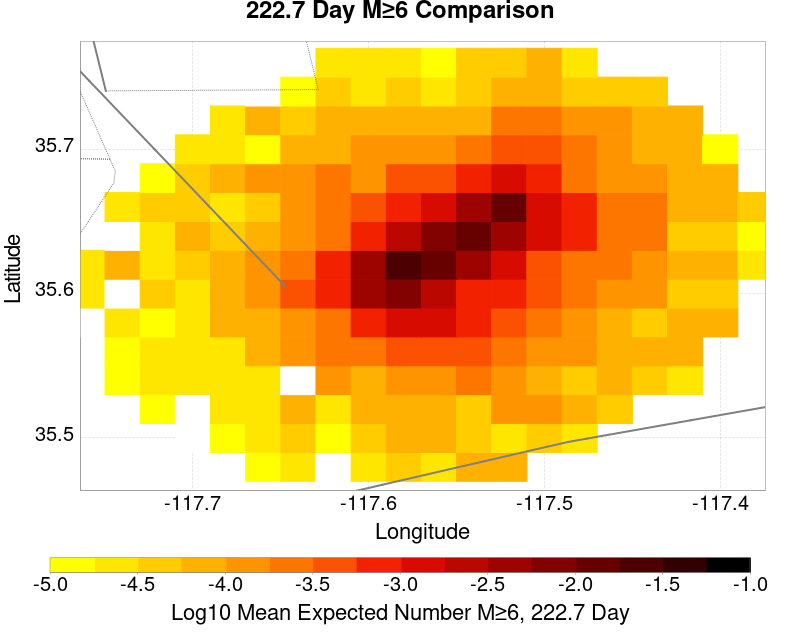 222.7 Day M≥6 Comparison
35.7
35.6
35.5
Latitude
-117.7 -117.6 -117.5 -117.4
Longitude
-5.0 -4.5 -4.0 -3.5 -3.0 -2.5 -2.0 -1.5 -1.0
Log10 Mean Expected Number M≥6, 222.7 Day